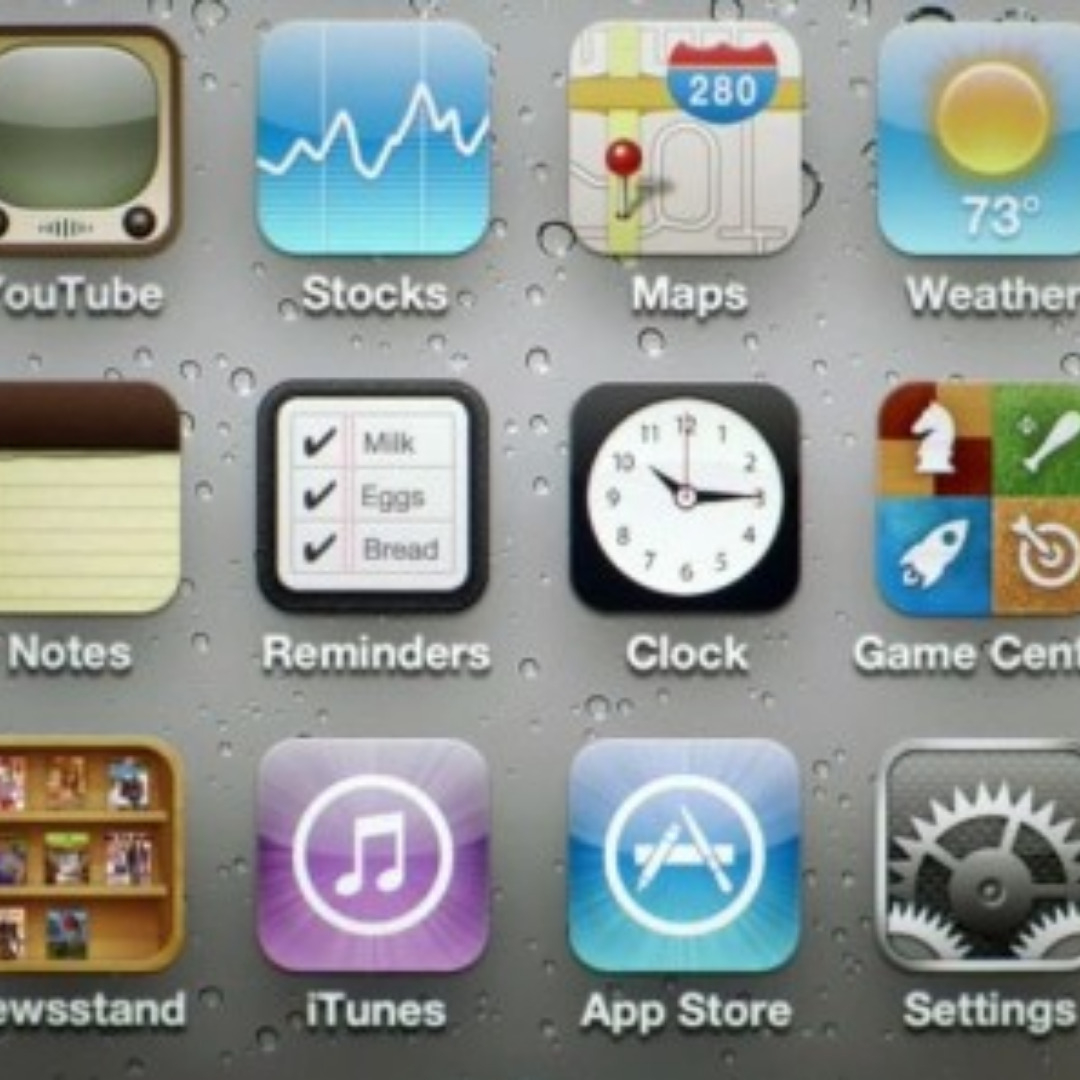 280
73°
ouTube
Stocks
Maps
Weather
Milk
Eggs
Bread
11 12 1
10 2
9 3
8 4
7 6 5
Notes
Reminders
Clock
Game Cent
ewsstand
iTunes
App Store
Settings